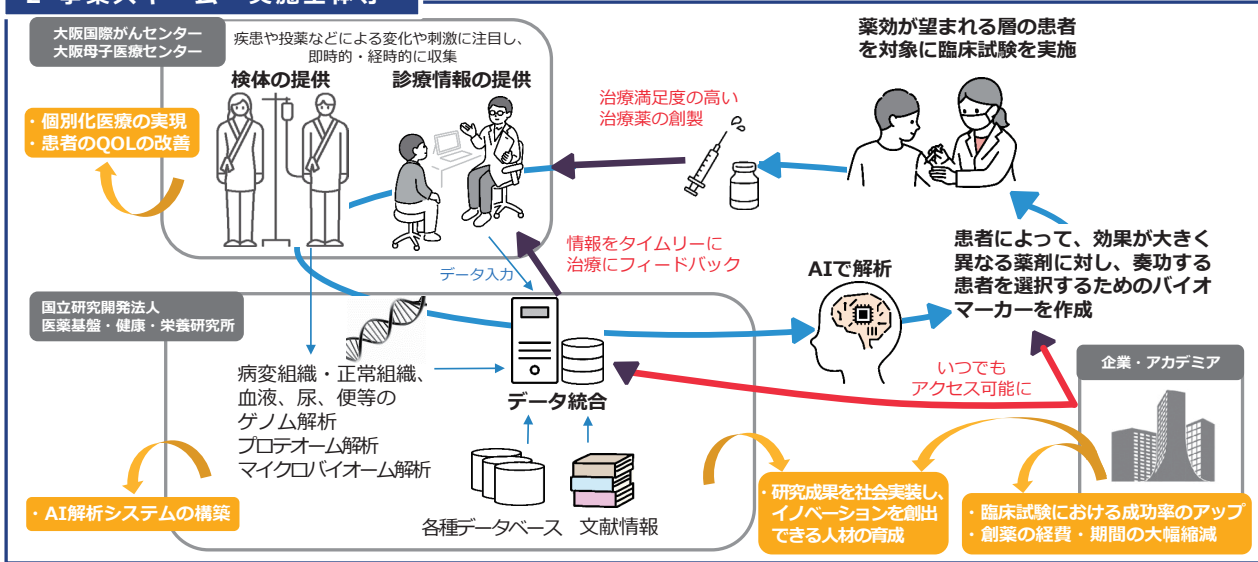 大阪国際がんセンター
大阪母子医療センター
疾患や投薬などによる変化や刺激に注目し、
即時的・経時的に収集
検体の提供
診療情報の提供
・個別化医療の実現
・患者のQOLの改善
治療満足度の高い
治療薬の創製
薬効が望まれる層の患者
を対象に臨床試験を実施
データ入力
情報をタイムリーに
治療にフィードバック
AIで解析
患者によって、効果が大きく
異なる薬剤に対し、奏功する
患者を選択するためのバイオ
マーカーを作成
国立研究開発法人
医薬基盤・健康・栄養研究所
病変組織・正常組織、
血液、尿、便等の
ゲノム解析
プロテオーム解析
マイクロバイオーム解析
データ統合
いつでも
アクセス可能に
企業・アカデミア
各種データベース
文献情報
・AI解析システムの構築
・研究成果を社会実装し、
イノベーションを創出
できる人材の育成
・臨床試験における成功率のアップ
・創薬の経費・期間の大幅縮減